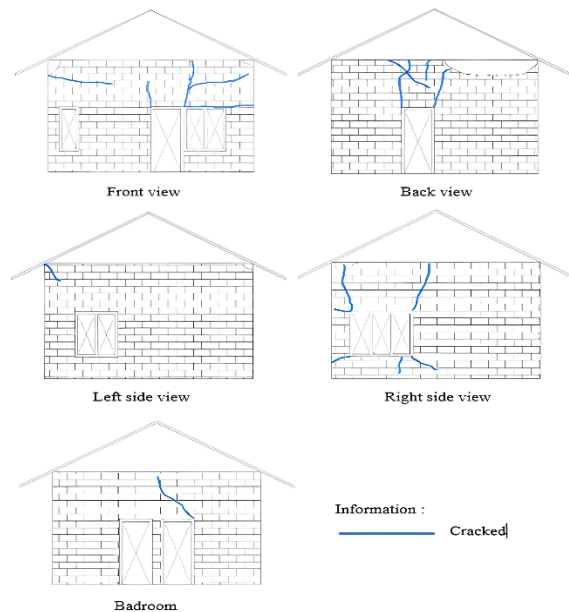 Front view
Back view
Left side view
Right side view
Information :
Cracked
Badroom